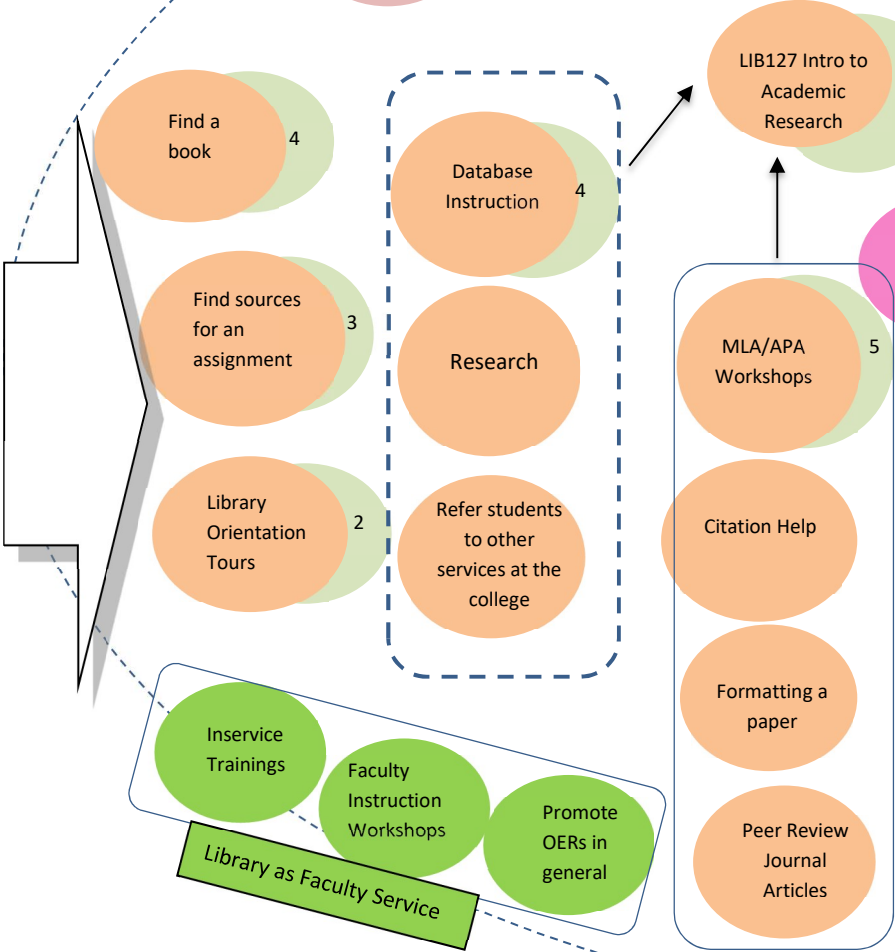 Find a
book
4
Find sources
for an
assignment
3
Library
Orientation
Tours
2
Database
Instruction
4
Research
Refer students
to other
services at the
college
LIB127 Intro to
Academic
Research
MLA/APA
Workshops
5
Citation Help
Formatting a
paper
Peer Review
Journal
Articles
Inservice
Trainings
Faculty
Instruction
Workshops
Promote
OERs in
general
Library as Faculty Service